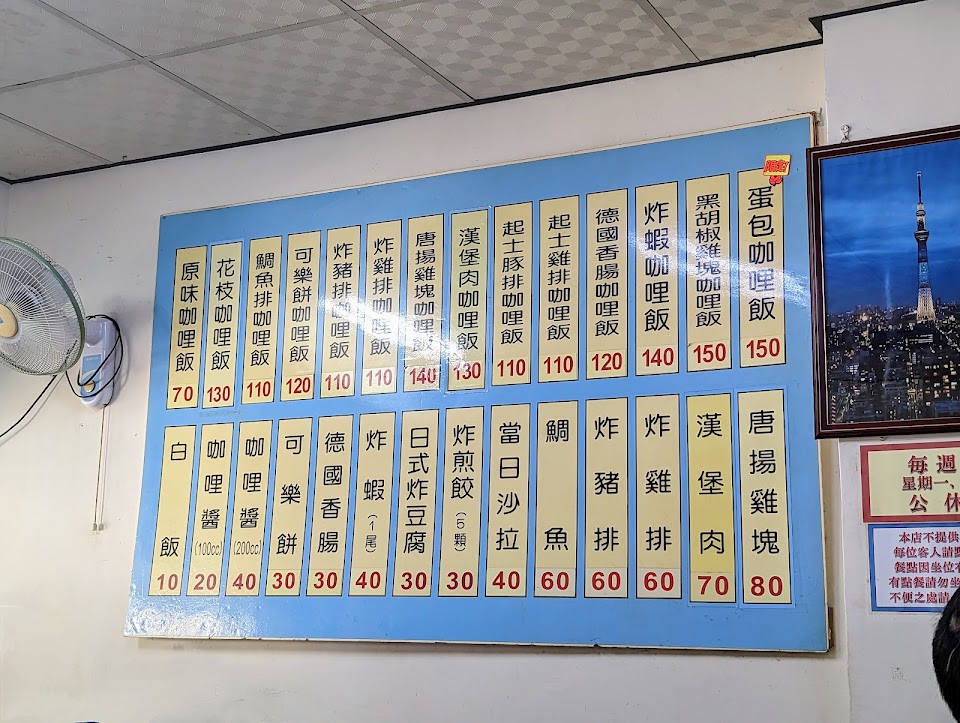 限定
蛋包咖哩飯 150
黑胡椒雞塊咖哩飯 150
炸蝦咖哩飯 140
德國香腸咖哩飯 120
起士雞排咖哩飯 110
起士豚排咖哩飯 110
漢堡肉咖哩飯 130
唐揚雞塊咖哩飯 140
炸雞排咖哩飯 110
炸豬排咖哩飯 110
可樂餅咖哩飯 120
鯛魚排咖哩飯 110
花枝咖哩飯 130
原味咖哩飯 70
唐揚雞塊 80
漢堡肉 70
炸雞排 60
炸豬排 60
鯛魚 60
當日沙拉 40
炸煎餃(5顆) 30
日式炸豆腐 30
炸蝦(1尾) 40
德國香腸 30
可樂餅 30
咖哩醬(200cc) 40
咖哩醬(100cc) 20
白飯 10
每週
星期一、
公休
本店不提供
每位客人請點
餐點因坐位有
有點餐請勿坐
不便之處請